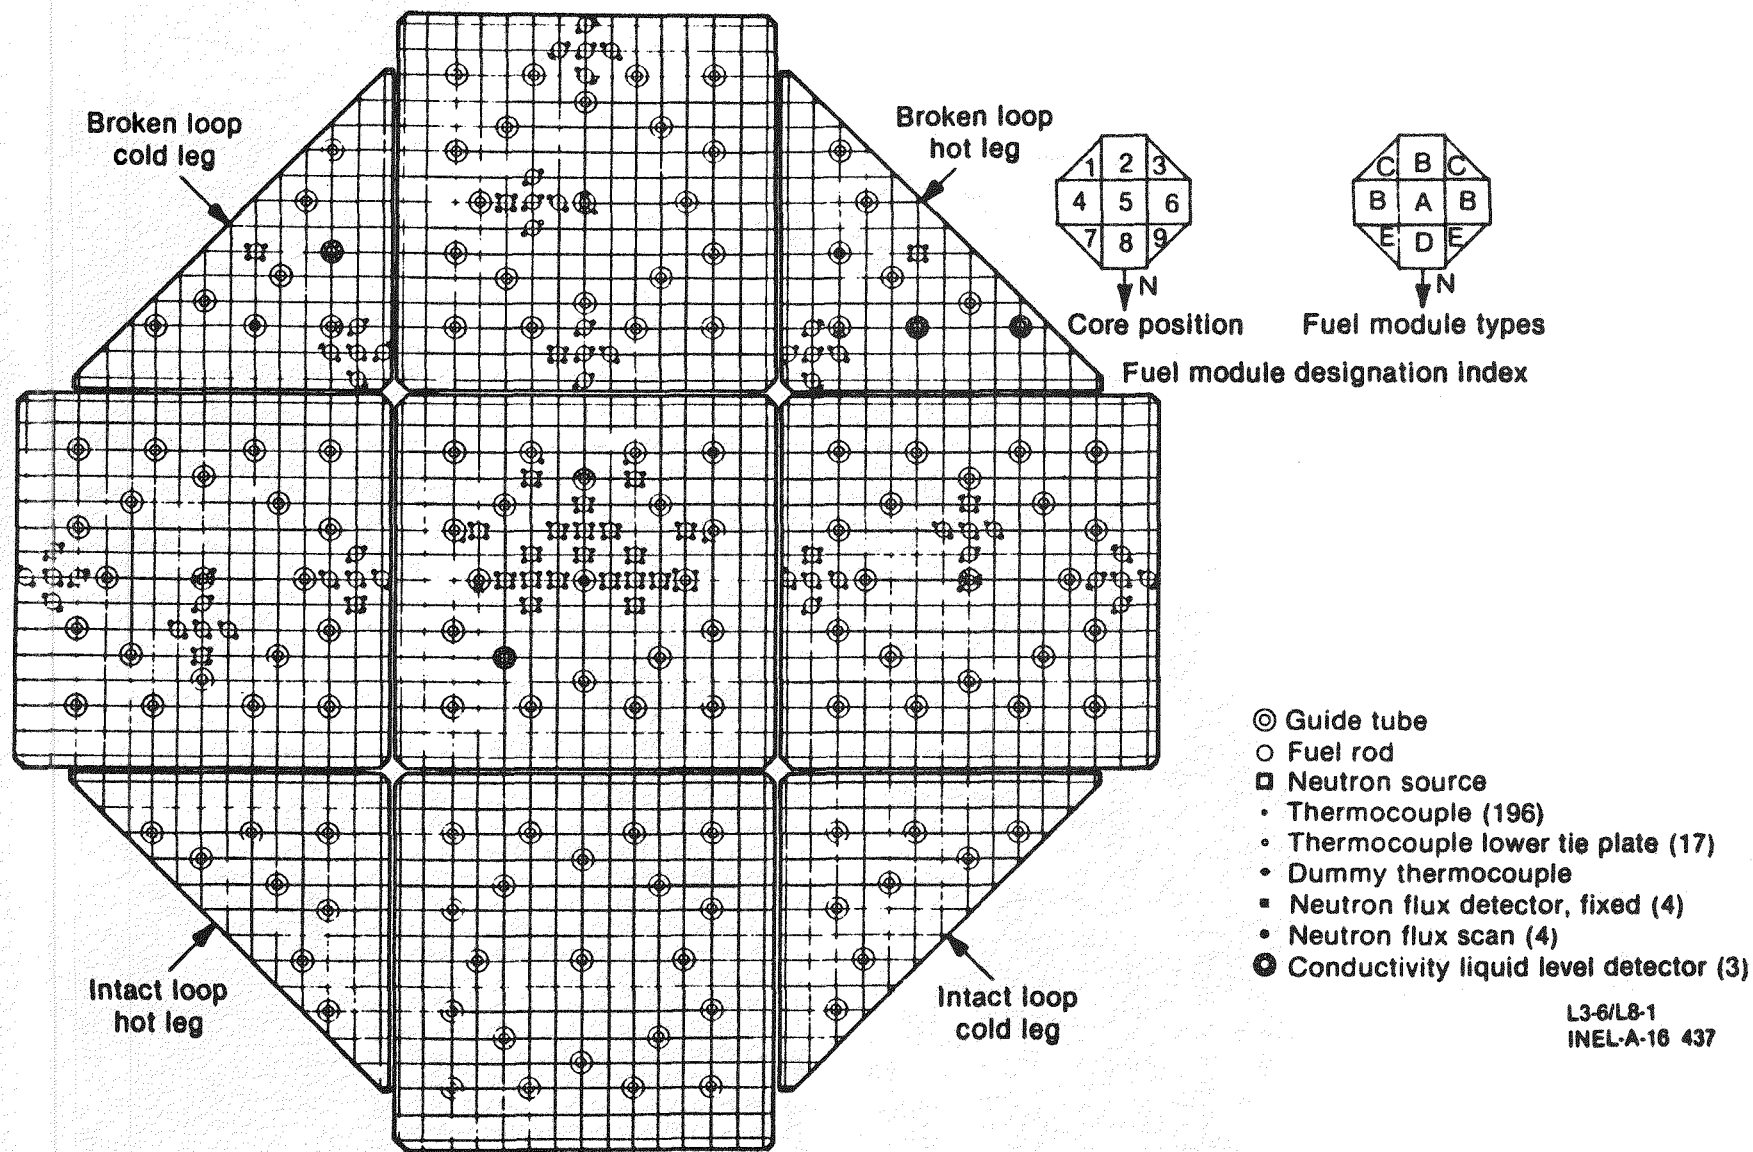 Broken loop
cold leg
Broken loop
hot leg
1 2 3
4 5 6
7 8 9
N
Core position
C B C
B A B
E D E
N
Fuel module types
Fuel module designation index
Guide tube
Fuel rod
Neutron source
Thermocouple (196)
Thermocouple lower tie plate (17)
Dummy thermocouple
Neutron flux detector, fixed (4)
Neutron flux scan (4)
Conductivity liquid level detector (3)
Intact loop
hot leg
Intact loop
cold leg
L3-6/L8-1
INEL-A-16 437